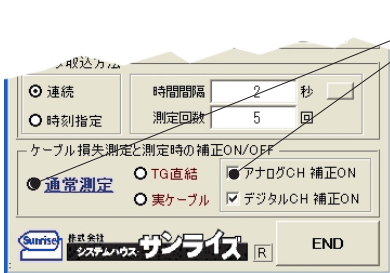 タ取込方法
連続
時間間隔 2 秒
時刻指定
測定回数 5 回
ケーブル損失測定と測定時の補正ON/OFF
通常測定
TG直結
アナログCH 補正ON
実ケーブル
デジタルCH 補正ON
Sunrise 株式会社 システムハウス サンライズ R
END